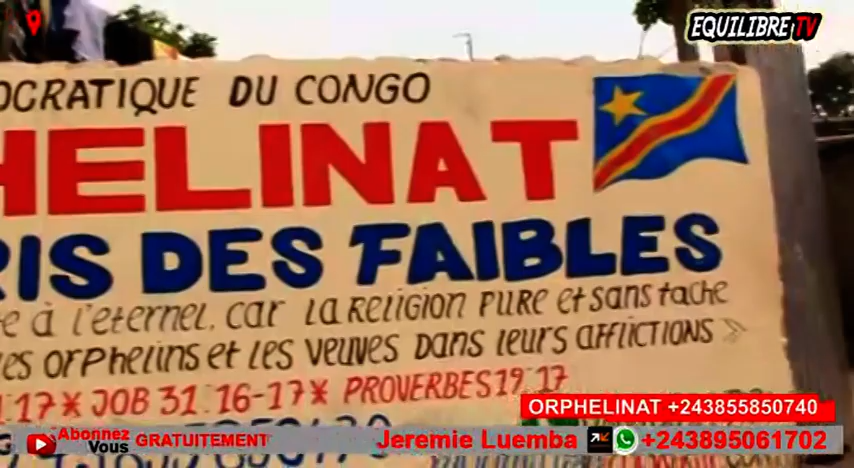 EQUILIBRE TV
OCRATIQUE DU CONGO
HELINAT
RIS DES FAIBLES
e à l'eternel. car la religion pure et sans tache
es orphelins et les veuves dans leurs afflictions »
1:17* JOB 31:16-17* PROVERBES 19:17
ORPHELINAT +243855850740
Abonnez
Vous GRATUITEMENT
Jeremie Luemba
+243895061702